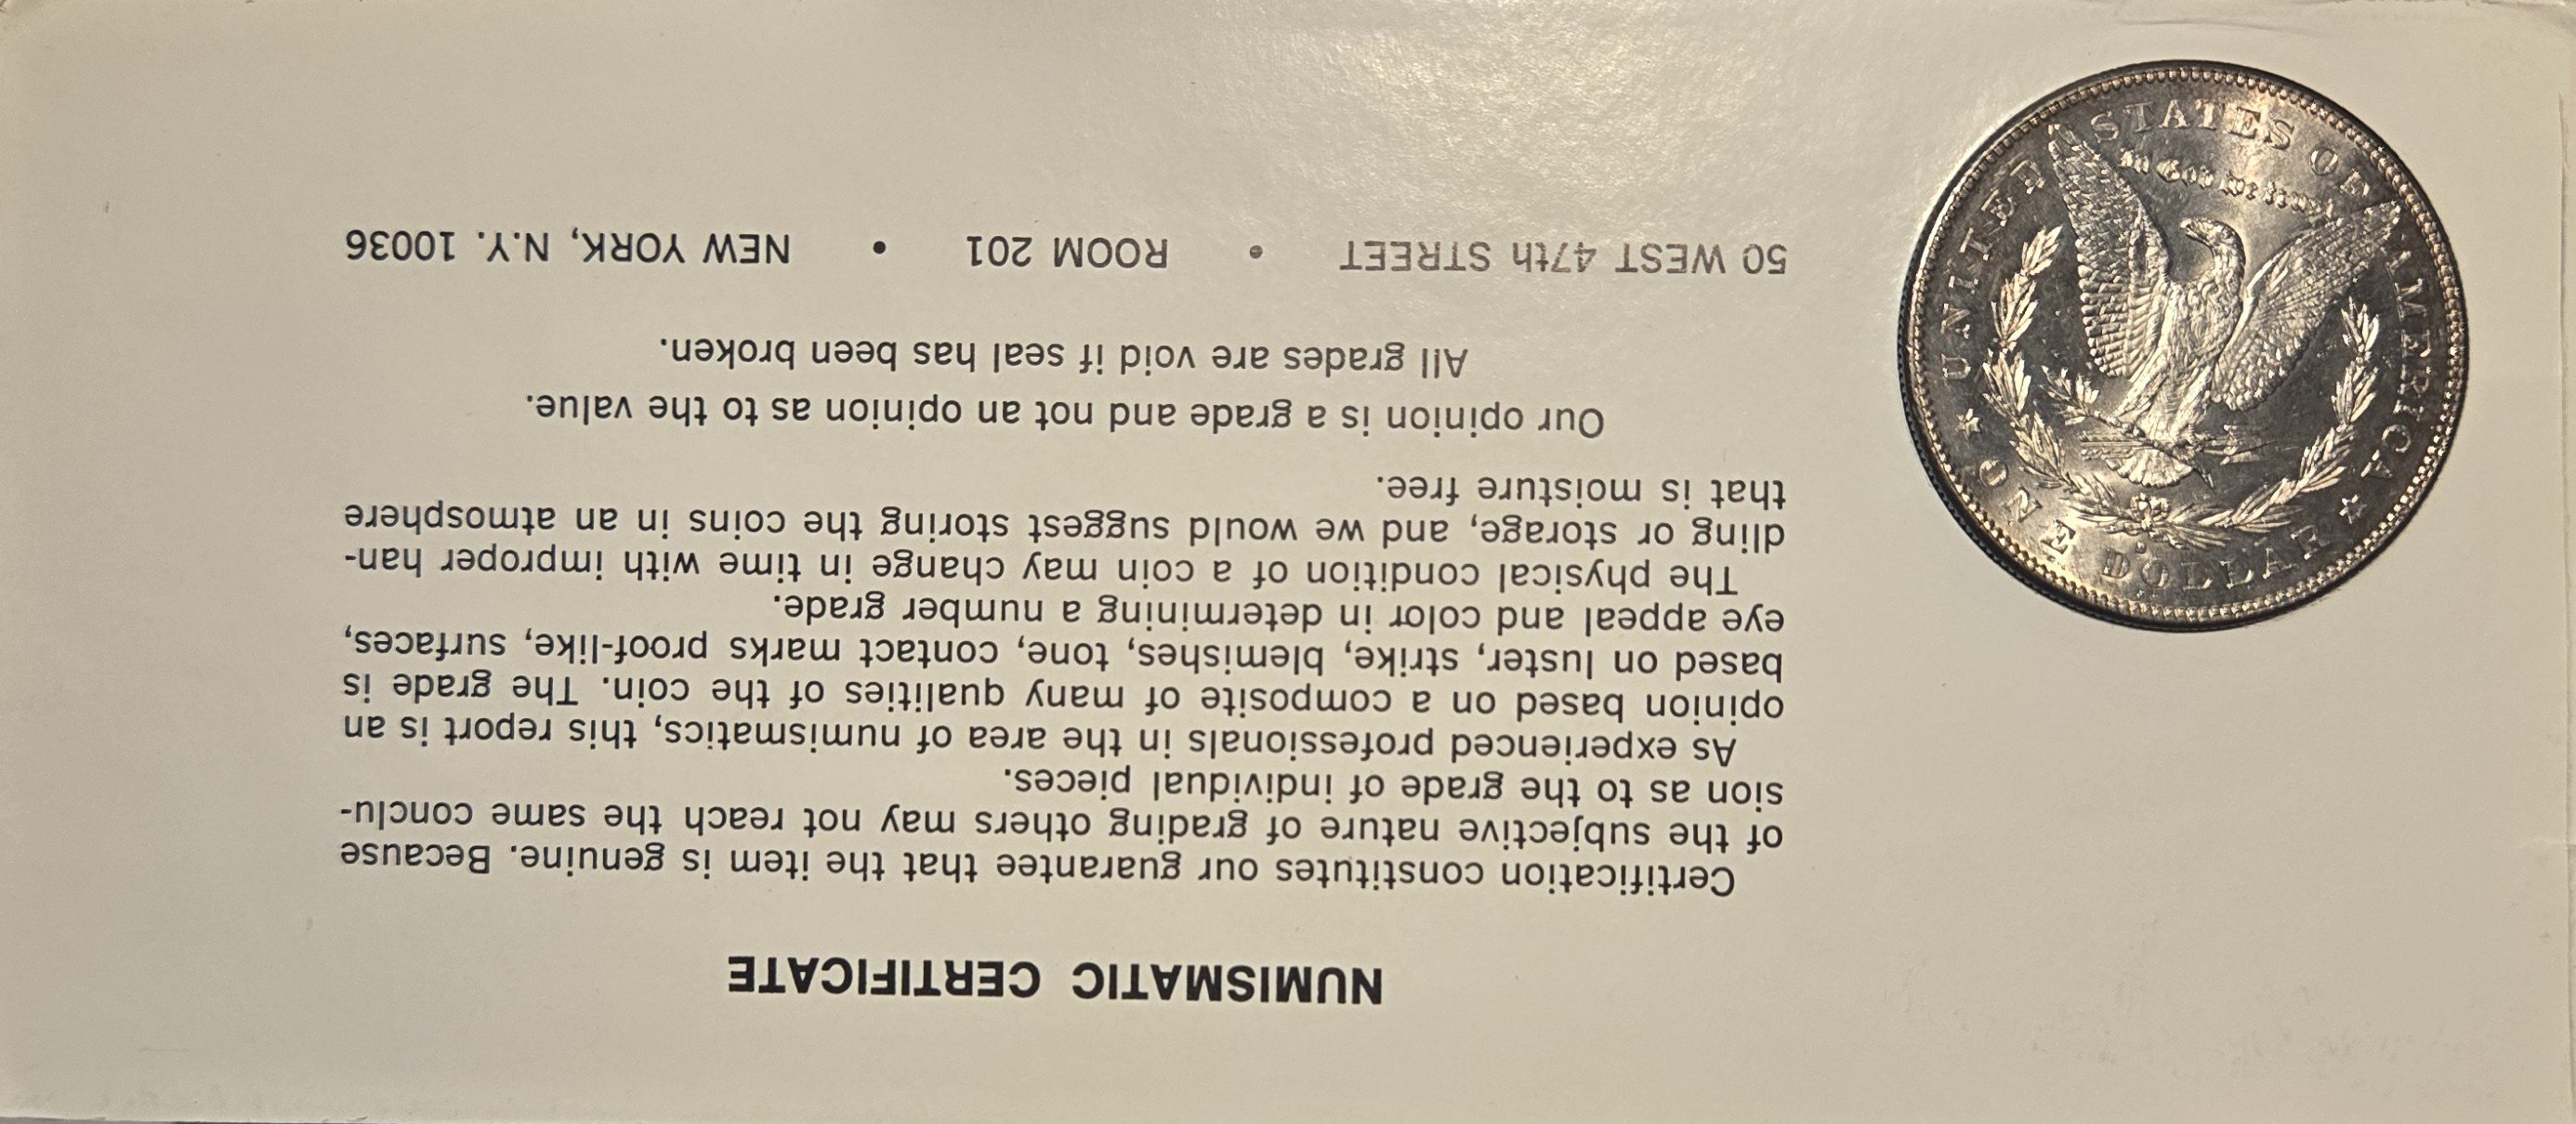 NUMISMATIC CERTIFICATE
Certification constitutes our guarantee that the item is genuine. Because
of the subjective nature of grading others may not reach the same conclu-
sion as to the grade of individual pieces.
As experienced professionals in the area of numismatics, this report is an
opinion based on a composite of many qualities of the coin. The grade is
based on luster, strike, blemishes, tone, contact marks proof-like, surfaces,
eye appeal and color in determining a number grade.
The physical condition of a coin may change in time with improper han-
dling or storage, and we would suggest storing the coins in an atmosphere
that is moisture free.
Our opinion is a grade and not an opinion as to the value.
All grades are void if seal has been broken.
50 WEST 47th STREET • ROOM 201 • NEW YORK, N.Y. 10036
UNITED STATES OF AMERICA
In God We Trust
ONE DOLLAR